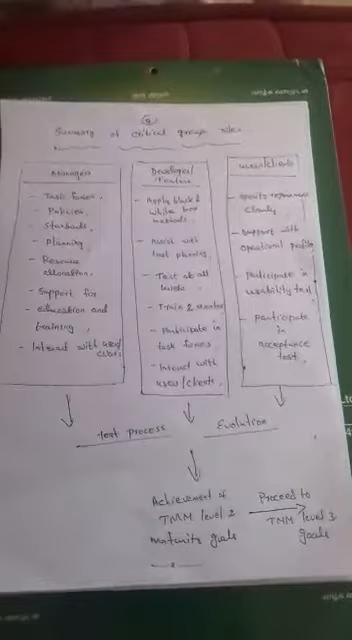 Summary of critical groups roles
Managers
- Task forces,
- Policies,
- Standards
- Planning
- Resource
allocation.
- Support for
- education and
training,
- Interact with users/
Developer/
- Apply black &
white box
methods.
- Assist with
test planning.
- Test at all
levels
- Train & Mentor
- Participate in
task forces
- Interact with
users/clients.
users/clients
- specify requirement
clearly
- Support with
operational profile
- Participate in
usability test
- participate
in
acceptance
test.
Test process Evolution
Achievement of
TMM level 2
maturity goals
Proceed to
TMM level 3
goals